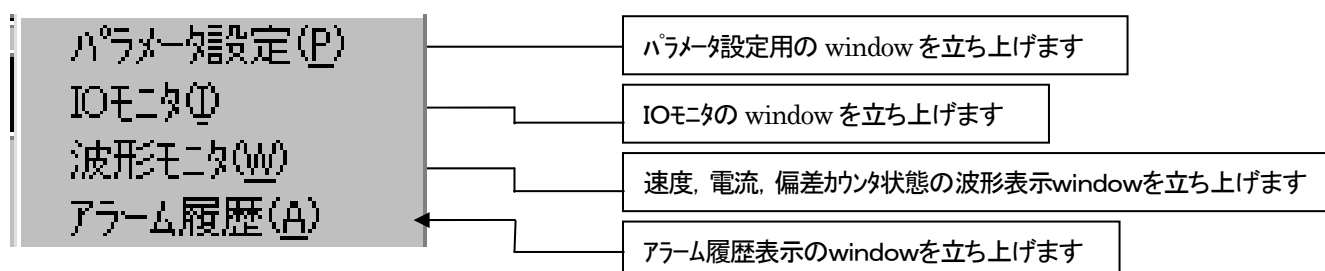 パラメータ設定(P)
IOモニタ(I)
波形モニタ(W)
アラーム履歴(A)
パラメータ設定用の window を立ち上げます
IOモニタの window を立ち上げます
速度, 電流, 偏差カウンタ状態の波形表示windowを立ち上げます
アラーム履歴表示のwindowを立ち上げます